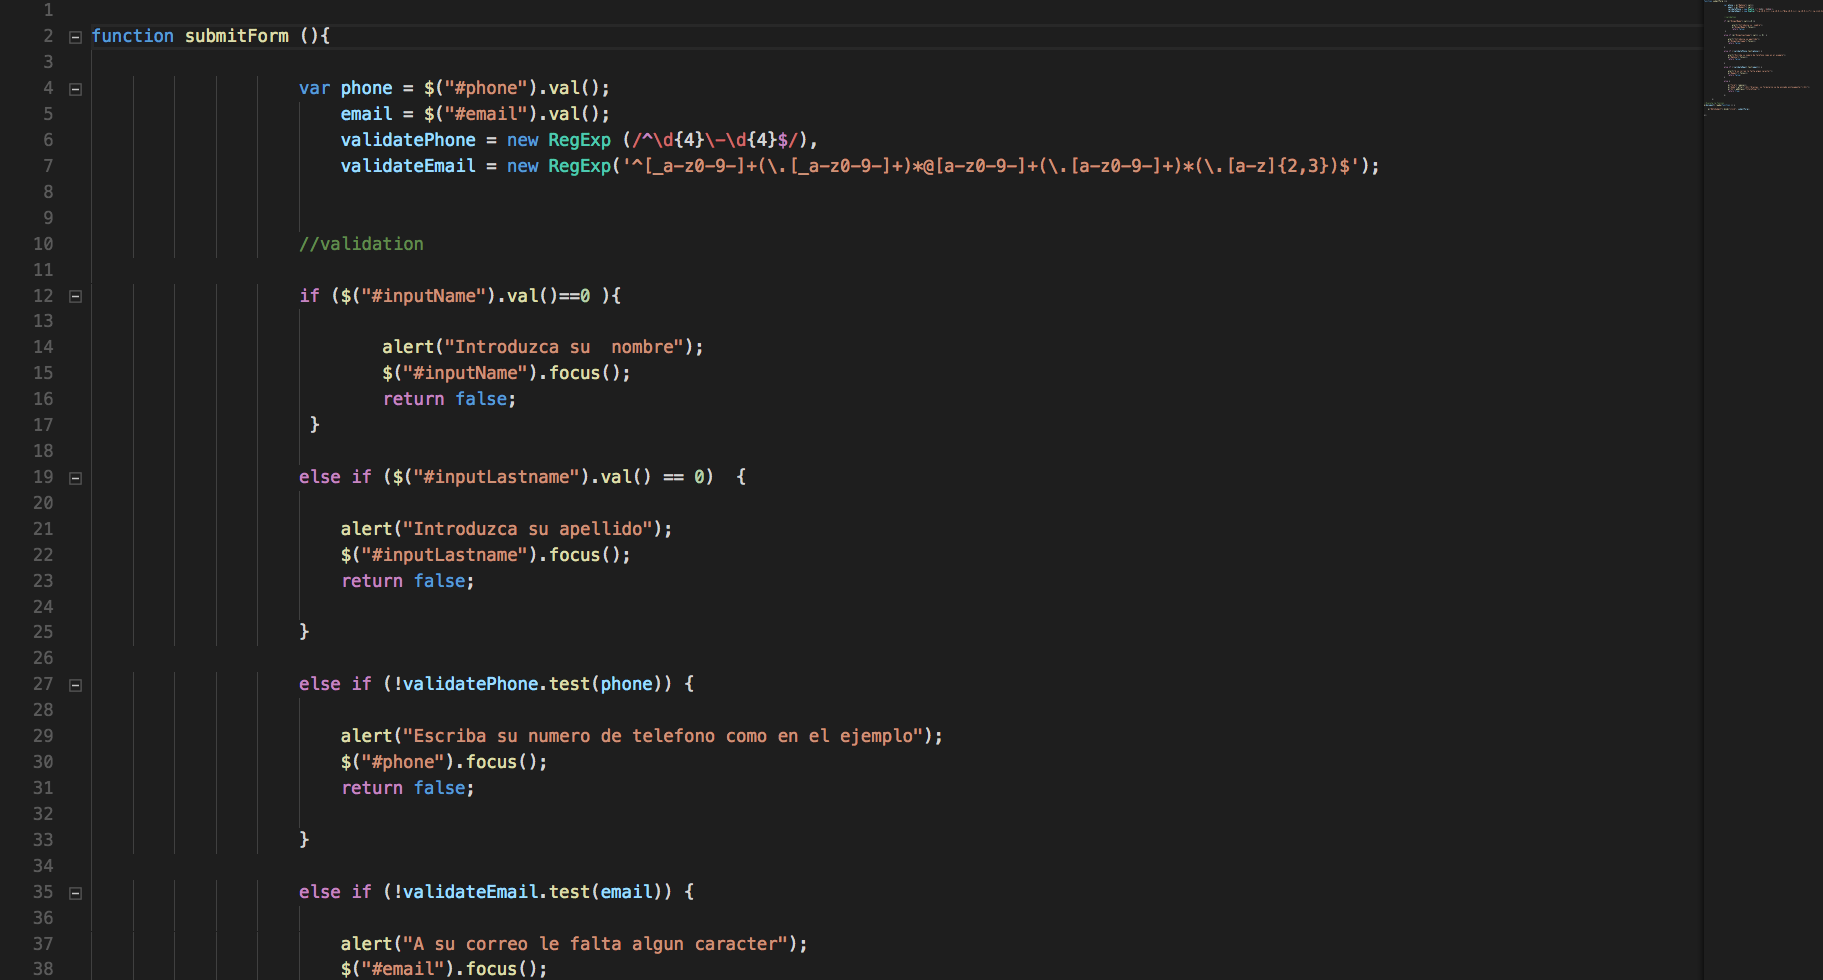 1
2 function submitForm (){
3
4 var phone = $("#phone").val();
5 email = $("#email").val();
6 validatePhone = new RegExp (/^\d{4}\-\d{4}$/),
7 validateEmail = new RegExp('^[_a-z0-9-]+(\.[_a-z0-9-]+)*@[a-z0-9-]+(\.[a-z0-9-]+)*(\.[a-z]{2,3})$');
8
9
10 //validation
11
12 if ($("#inputName").val()==0 ){
13
14 alert("Introduzca su  nombre");
15 $("#inputName").focus();
16 return false;
17 }
18
19 else if ($("#inputLastname").val() == 0)  {
20
21 alert("Introduzca su apellido");
22 $("#inputLastname").focus();
23 return false;
24
25 }
26
27 else if (!validatePhone.test(phone)) {
28
29 alert("Escriba su numero de telefono como en el ejemplo");
30 $("#phone").focus();
31 return false;
32
33 }
34
35 else if (!validateEmail.test(email)) {
36
37 alert("A su correo le falta algun caracter");
38 $("#email").focus();